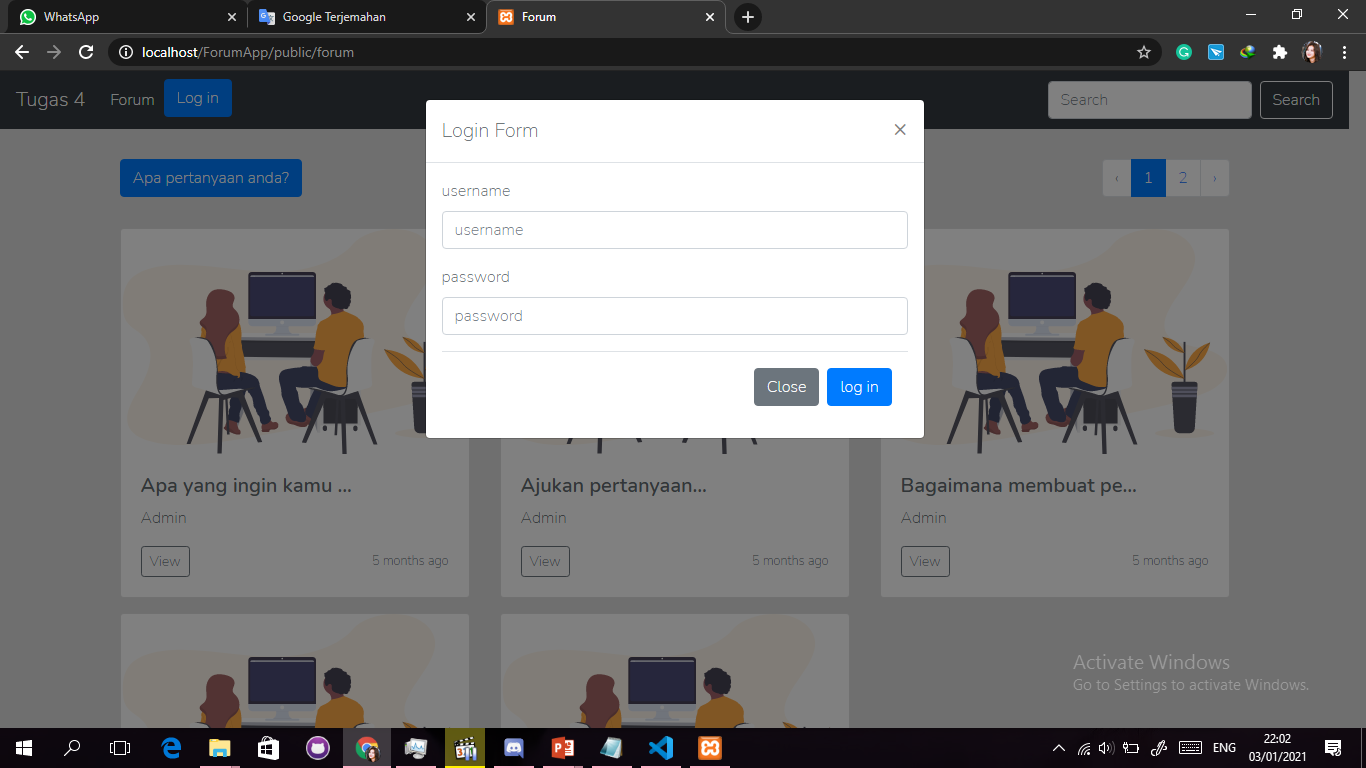 WhatsApp
Google Terjemahan
Forum
localhost/ForumApp/public/forum
Tugas 4
Forum
Log in
Search
Search
Login Form
×
Apa pertanyaan anda?
‹ 1 2 ›
username
username
password
password
Close
log in
Apa yang ingin kamu ...
Admin
View
5 months ago
Ajukan pertanyaan...
Admin
View
5 months ago
Bagaimana membuat pe...
Admin
View
5 months ago
Activate Windows
Go to Settings to activate Windows.
ENG
22:02
03/01/2021